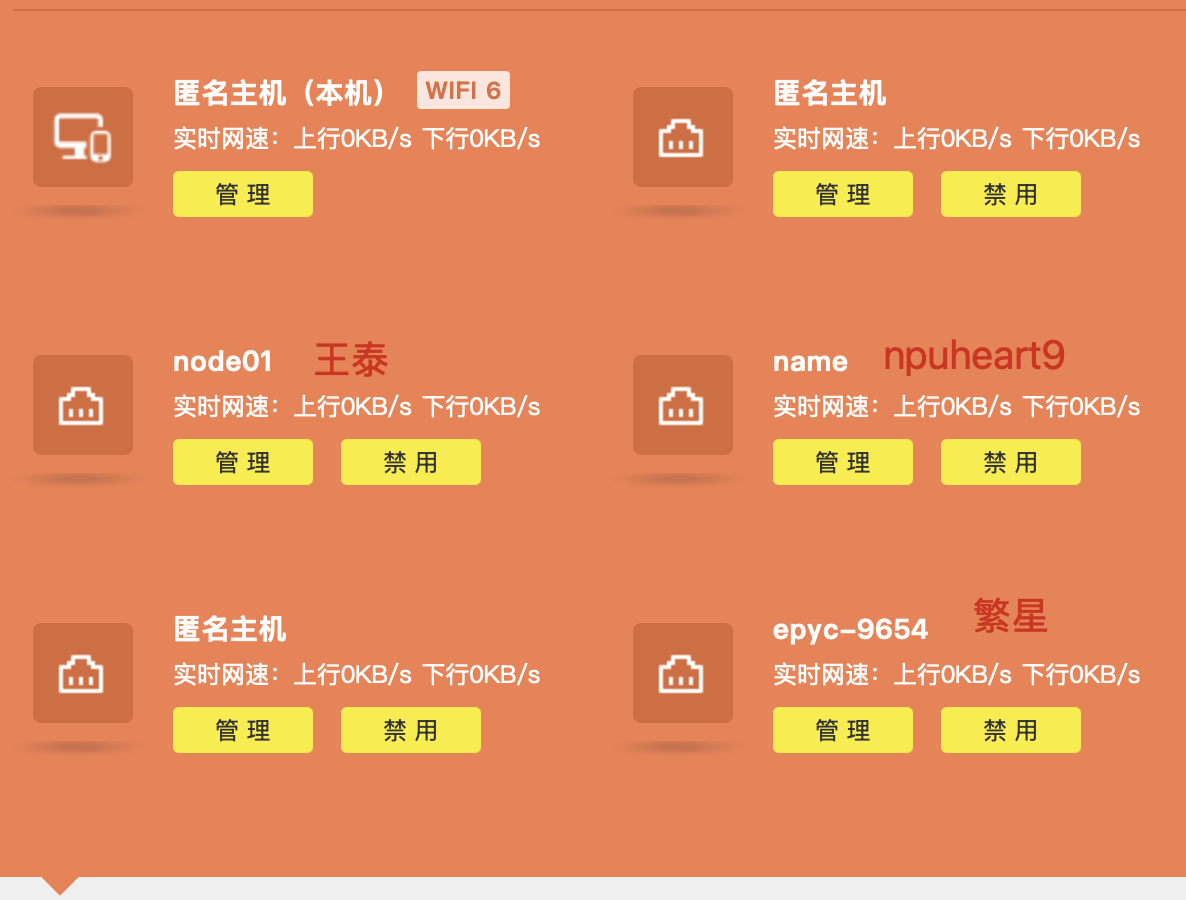 匿名主机（本机） WIFI 6
实时网速：上行0KB/s 下行0KB/s
管 理
匿名主机
实时网速：上行0KB/s 下行0KB/s
管 理 禁 用
node01 王泰
实时网速：上行0KB/s 下行0KB/s
管 理 禁 用
name npuheart9
实时网速：上行0KB/s 下行0KB/s
管 理 禁 用
匿名主机
实时网速：上行0KB/s 下行0KB/s
管 理 禁 用
epyc-9654 繁星
实时网速：上行0KB/s 下行0KB/s
管 理 禁 用